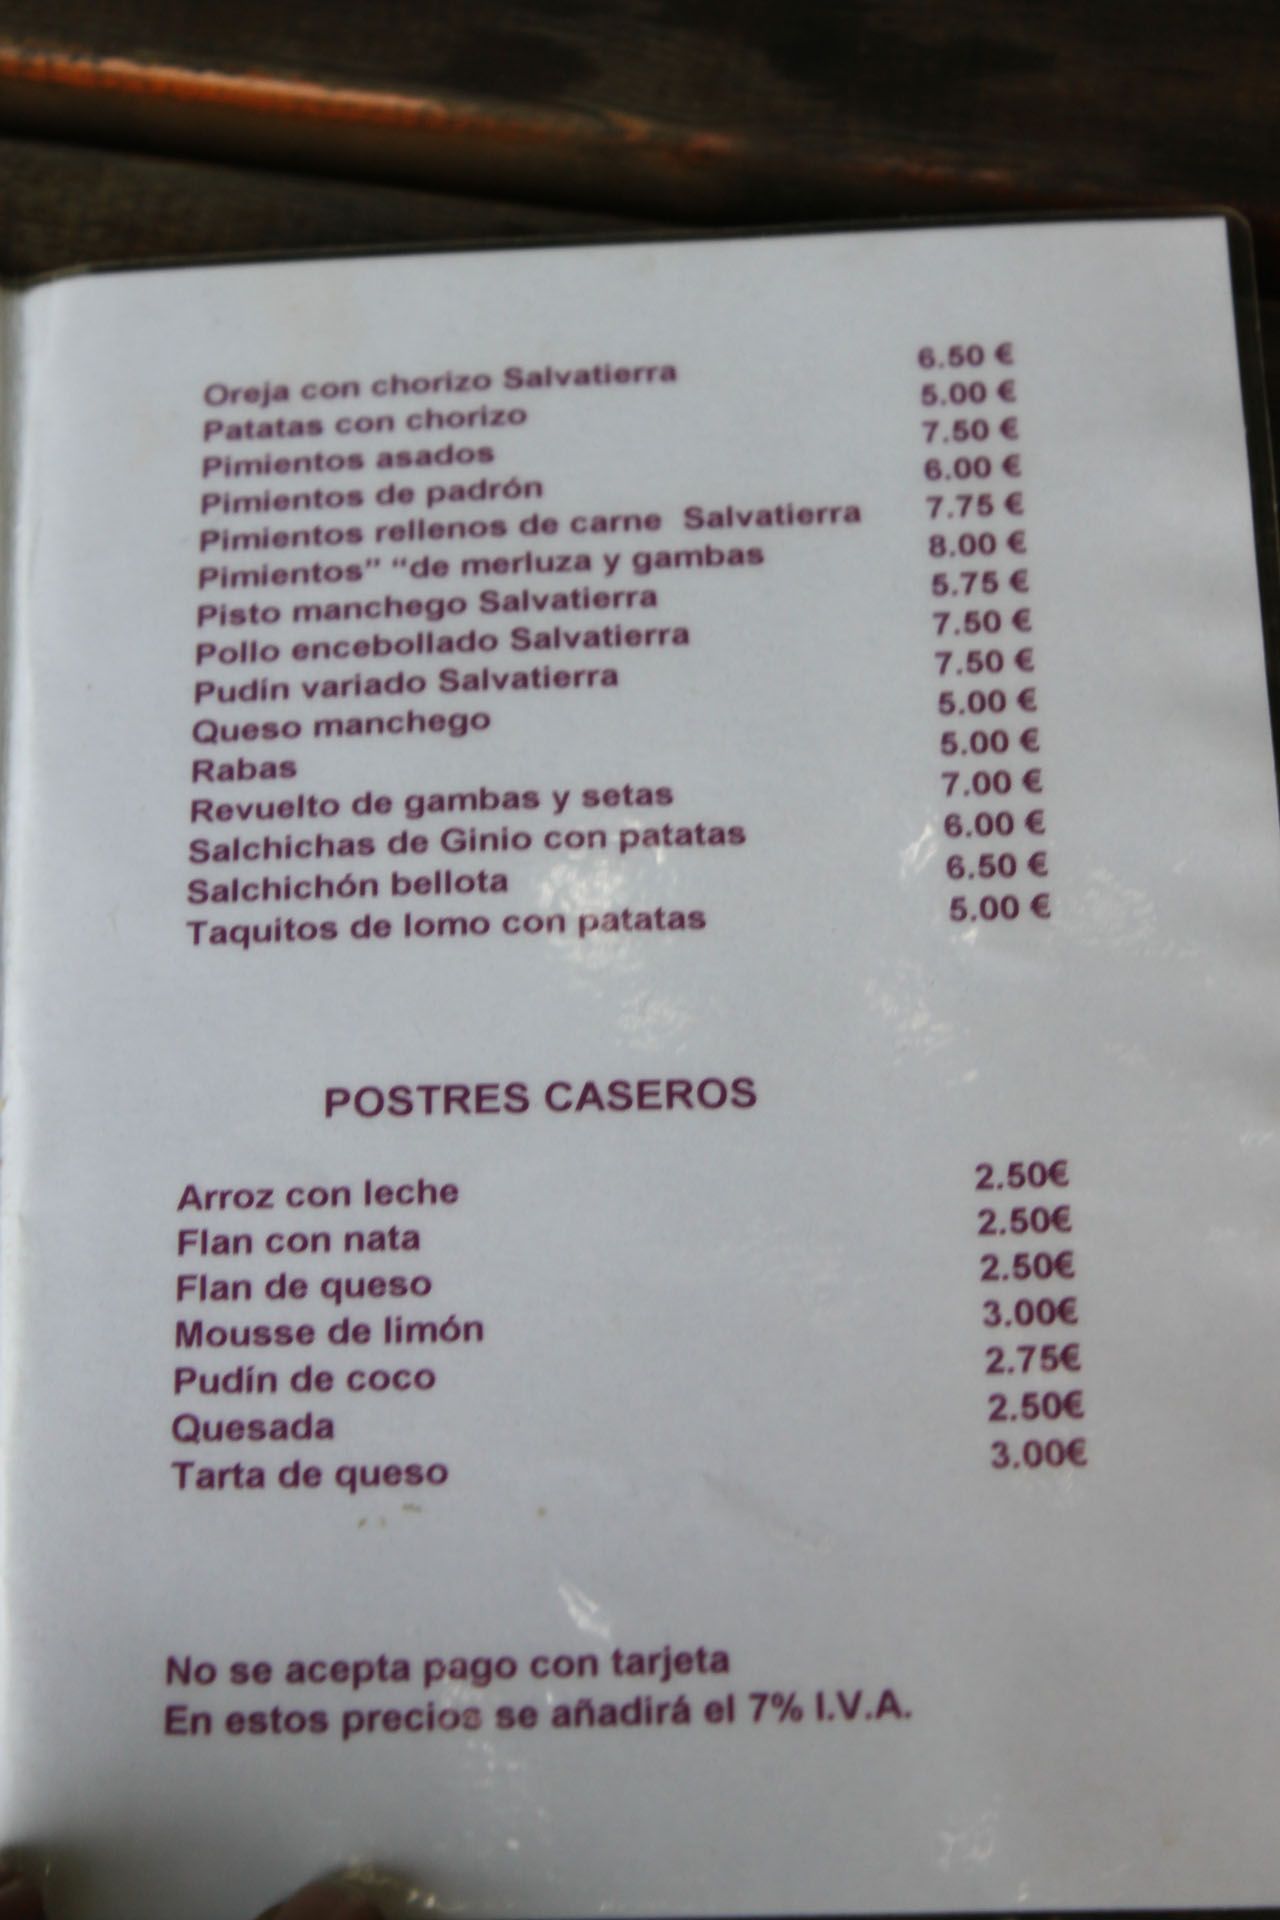 Oreja con chorizo Salvatierra 6.50 €
Patatas con chorizo 5.00 €
Pimientos asados 7.50 €
Pimientos de padrón 6.00 €
Pimientos rellenos de carne Salvatierra 7.75 €
Pimientos” “de merluza y gambas 8.00 €
Pisto manchego Salvatierra 5.75 €
Pollo encebollado Salvatierra 7.50 €
Pudín variado Salvatierra 7.50 €
Queso manchego 5.00 €
Rabas 5.00 €
Revuelto de gambas y setas 7.00 €
Salchichas de Ginio con patatas 6.00 €
Salchichón bellota 6.50 €
Taquitos de lomo con patatas 5.00 €
POSTRES CASEROS
Arroz con leche 2.50€
Flan con nata 2.50€
Flan de queso 2.50€
Mousse de limón 3.00€
Pudín de coco 2.75€
Quesada 2.50€
Tarta de queso 3.00€
No se acepta pago con tarjeta
En estos precios se añadirá el 7% I.V.A.